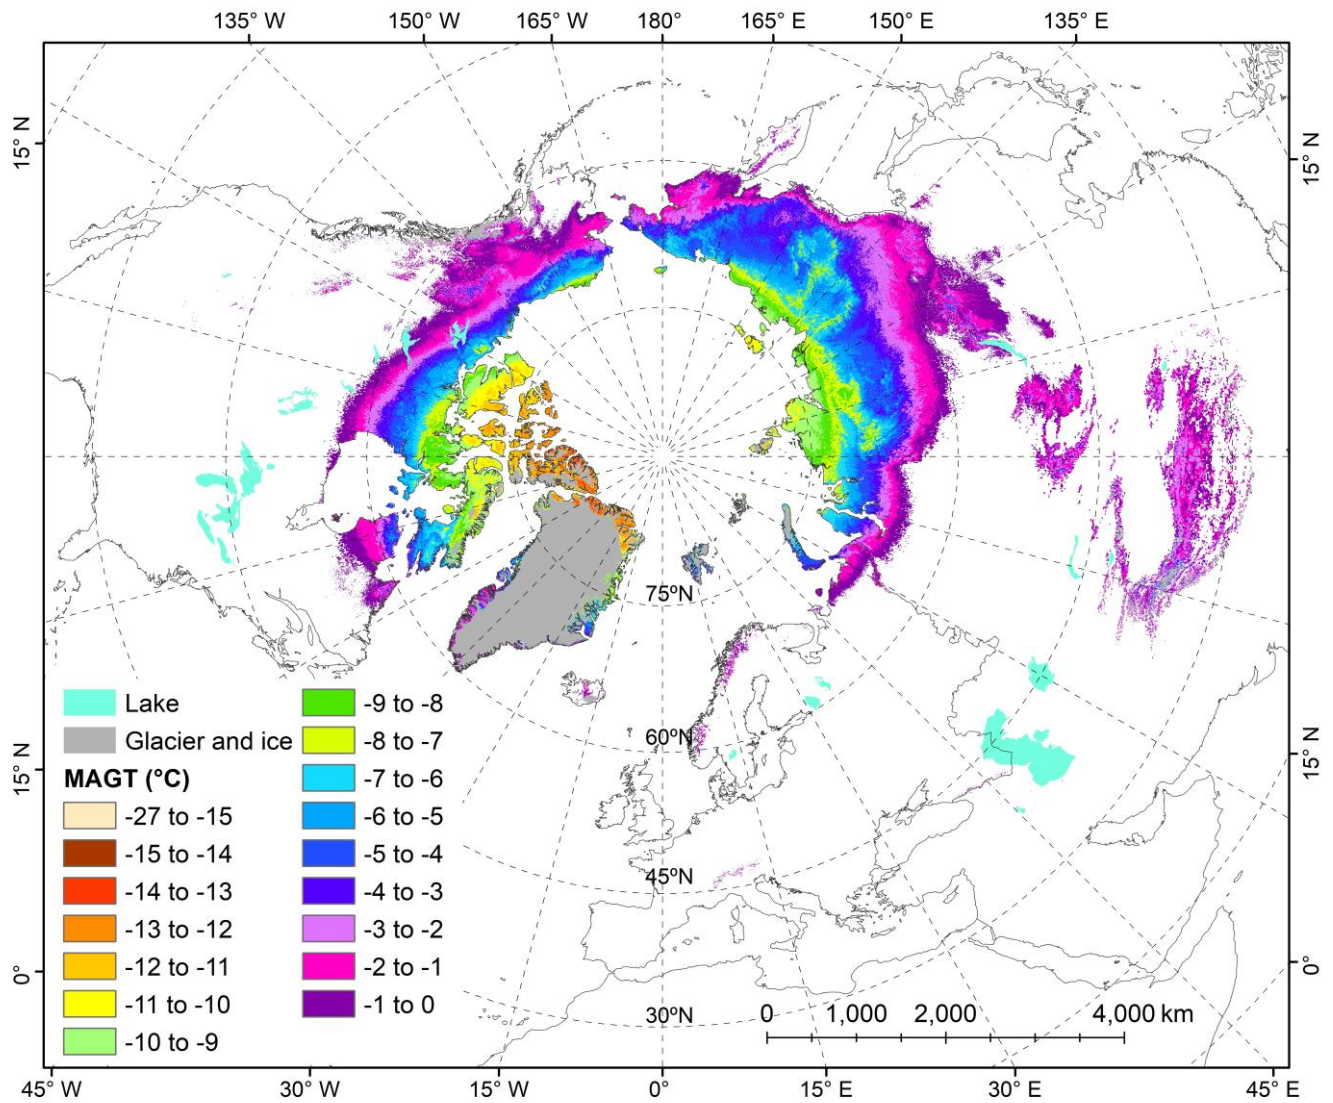 135° W 150° W 165° W 180° 165° E 150° E 135° E
15° N
15° N
75°N
60°N
45°N
30°N
15° N
15° N
0°
0°
Lake
Glacier and ice
MAGT (°C)
-27 to -15
-15 to -14
-14 to -13
-13 to -12
-12 to -11
-11 to -10
-10 to -9
-9 to -8
-8 to -7
-7 to -6
-6 to -5
-5 to -4
-4 to -3
-3 to -2
-2 to -1
-1 to 0
0 1,000 2,000 4,000 km
45° W 30° W 15° W 0° 15° E 30° E 45° E